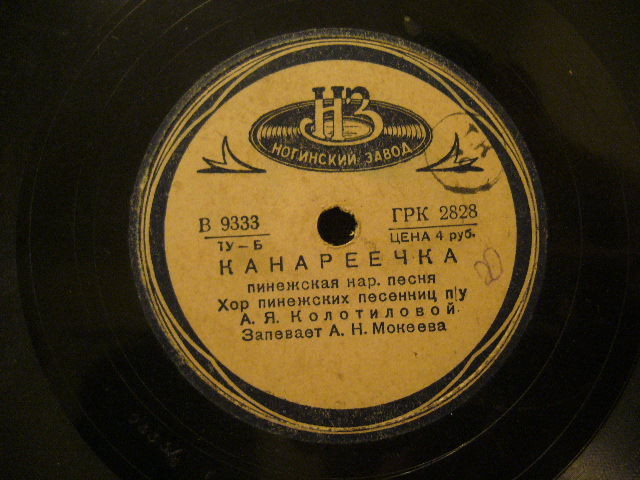 НЗ
НОГИНСКИЙ ЗАВОД
В 9333
ГРК 2828
ТУ-Б
ЦЕНА 4 руб.
КАНАРЕЕЧКА
пинежская нар. песня
Хор пинежских песенниц п/у
А. Я. Колотиловой
Запевает А. Н. Мокеева